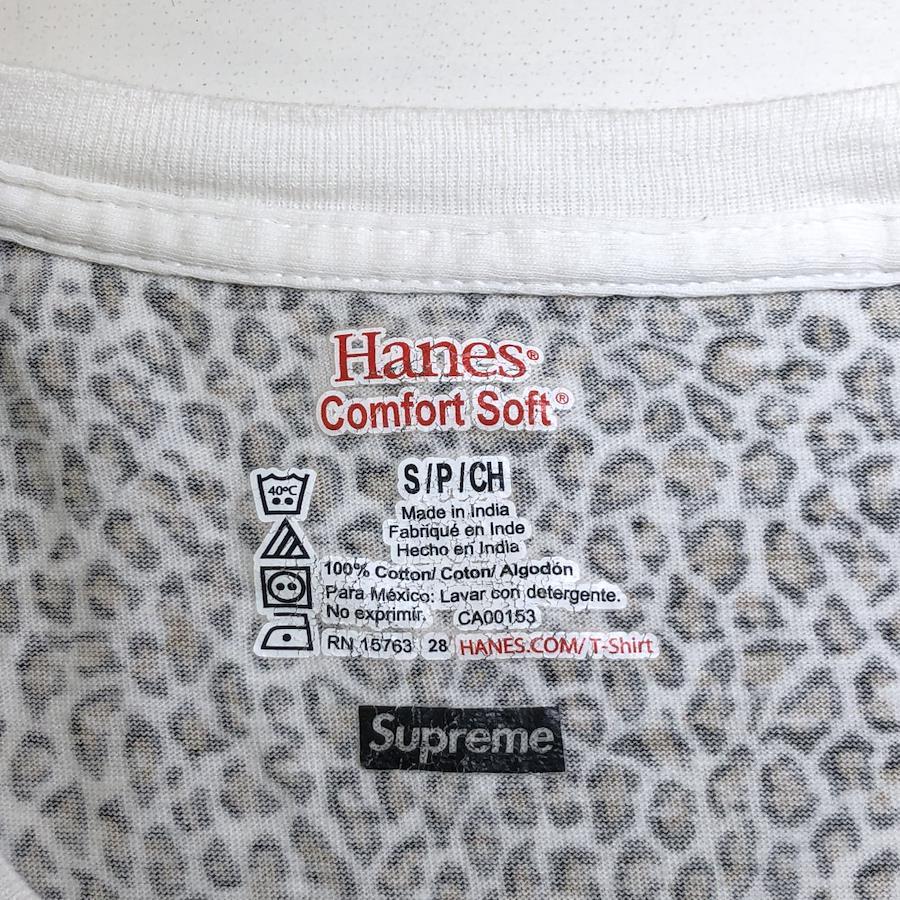 Hanes®
Comfort Soft®
S/P/CH
40°C
Made in India
Fabriqué en Inde
Hecho en India
100% Cotton/ Coton/ Algodón
Para México: Lavar con detergente.
No exprimir. CA00153
RN 15763 28 HANES.COM/T-Shirt
Supreme